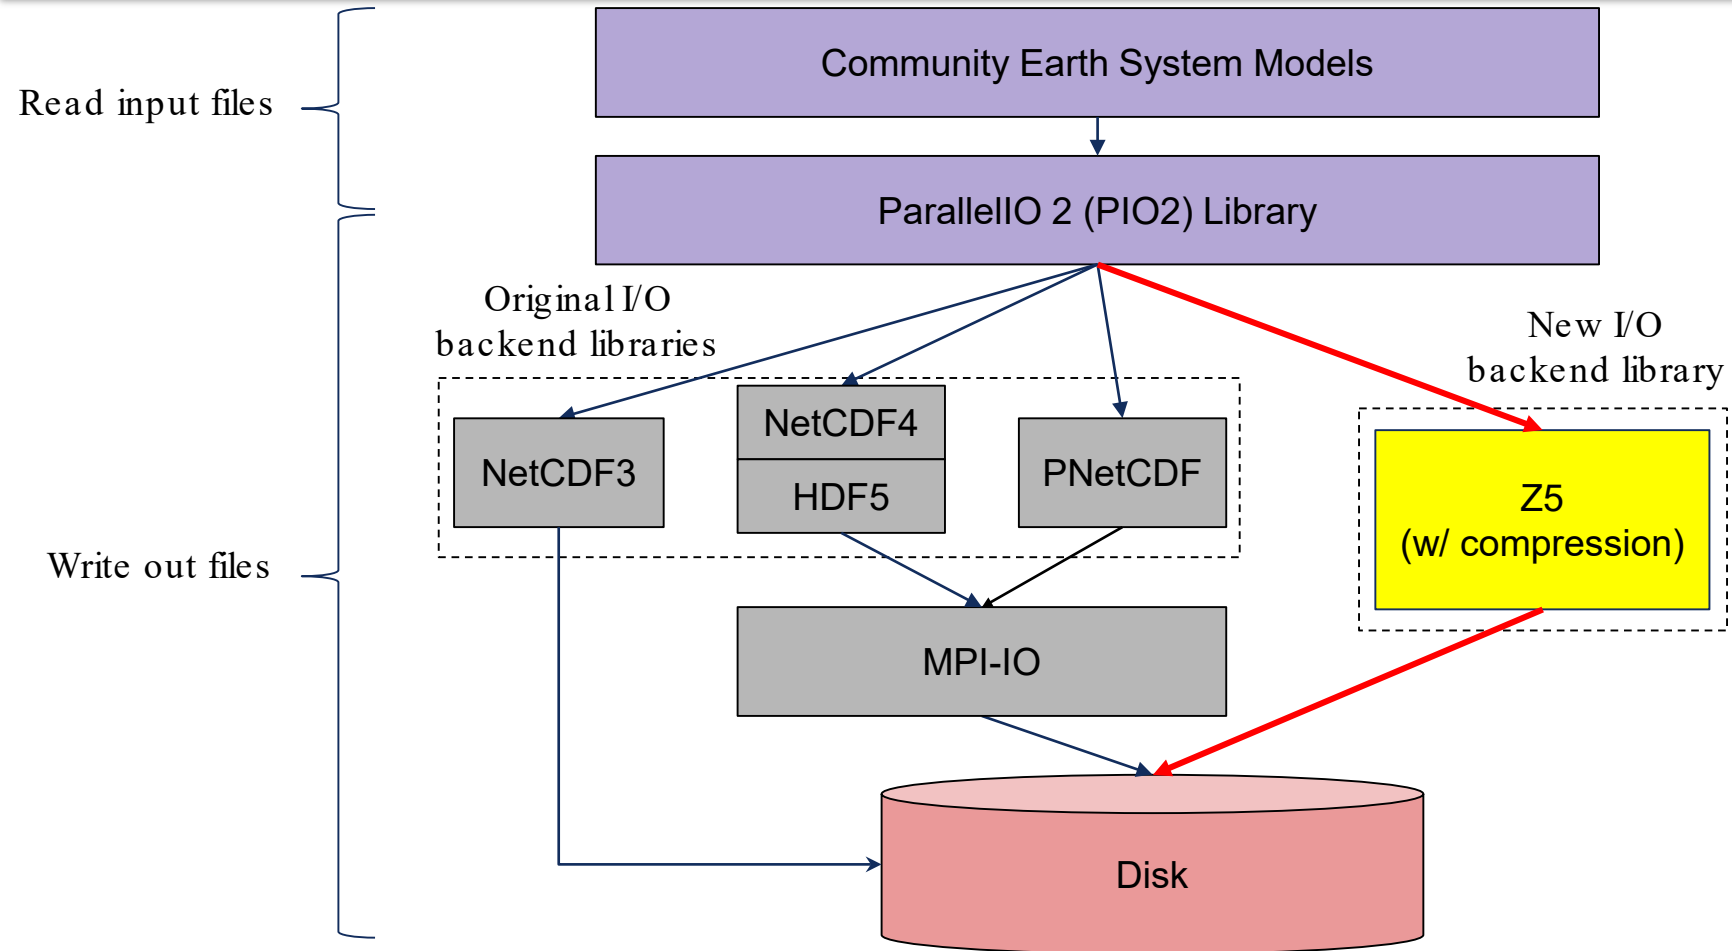 Community Earth System Models
Read input files
ParallelIO 2 (PIO2) Library
Original I/O
backend libraries
New I/O
backend library
NetCDF3
NetCDF4
HDF5
PNetCDF
Z5
(w/ compression)
Write out files
MPI-IO
Disk